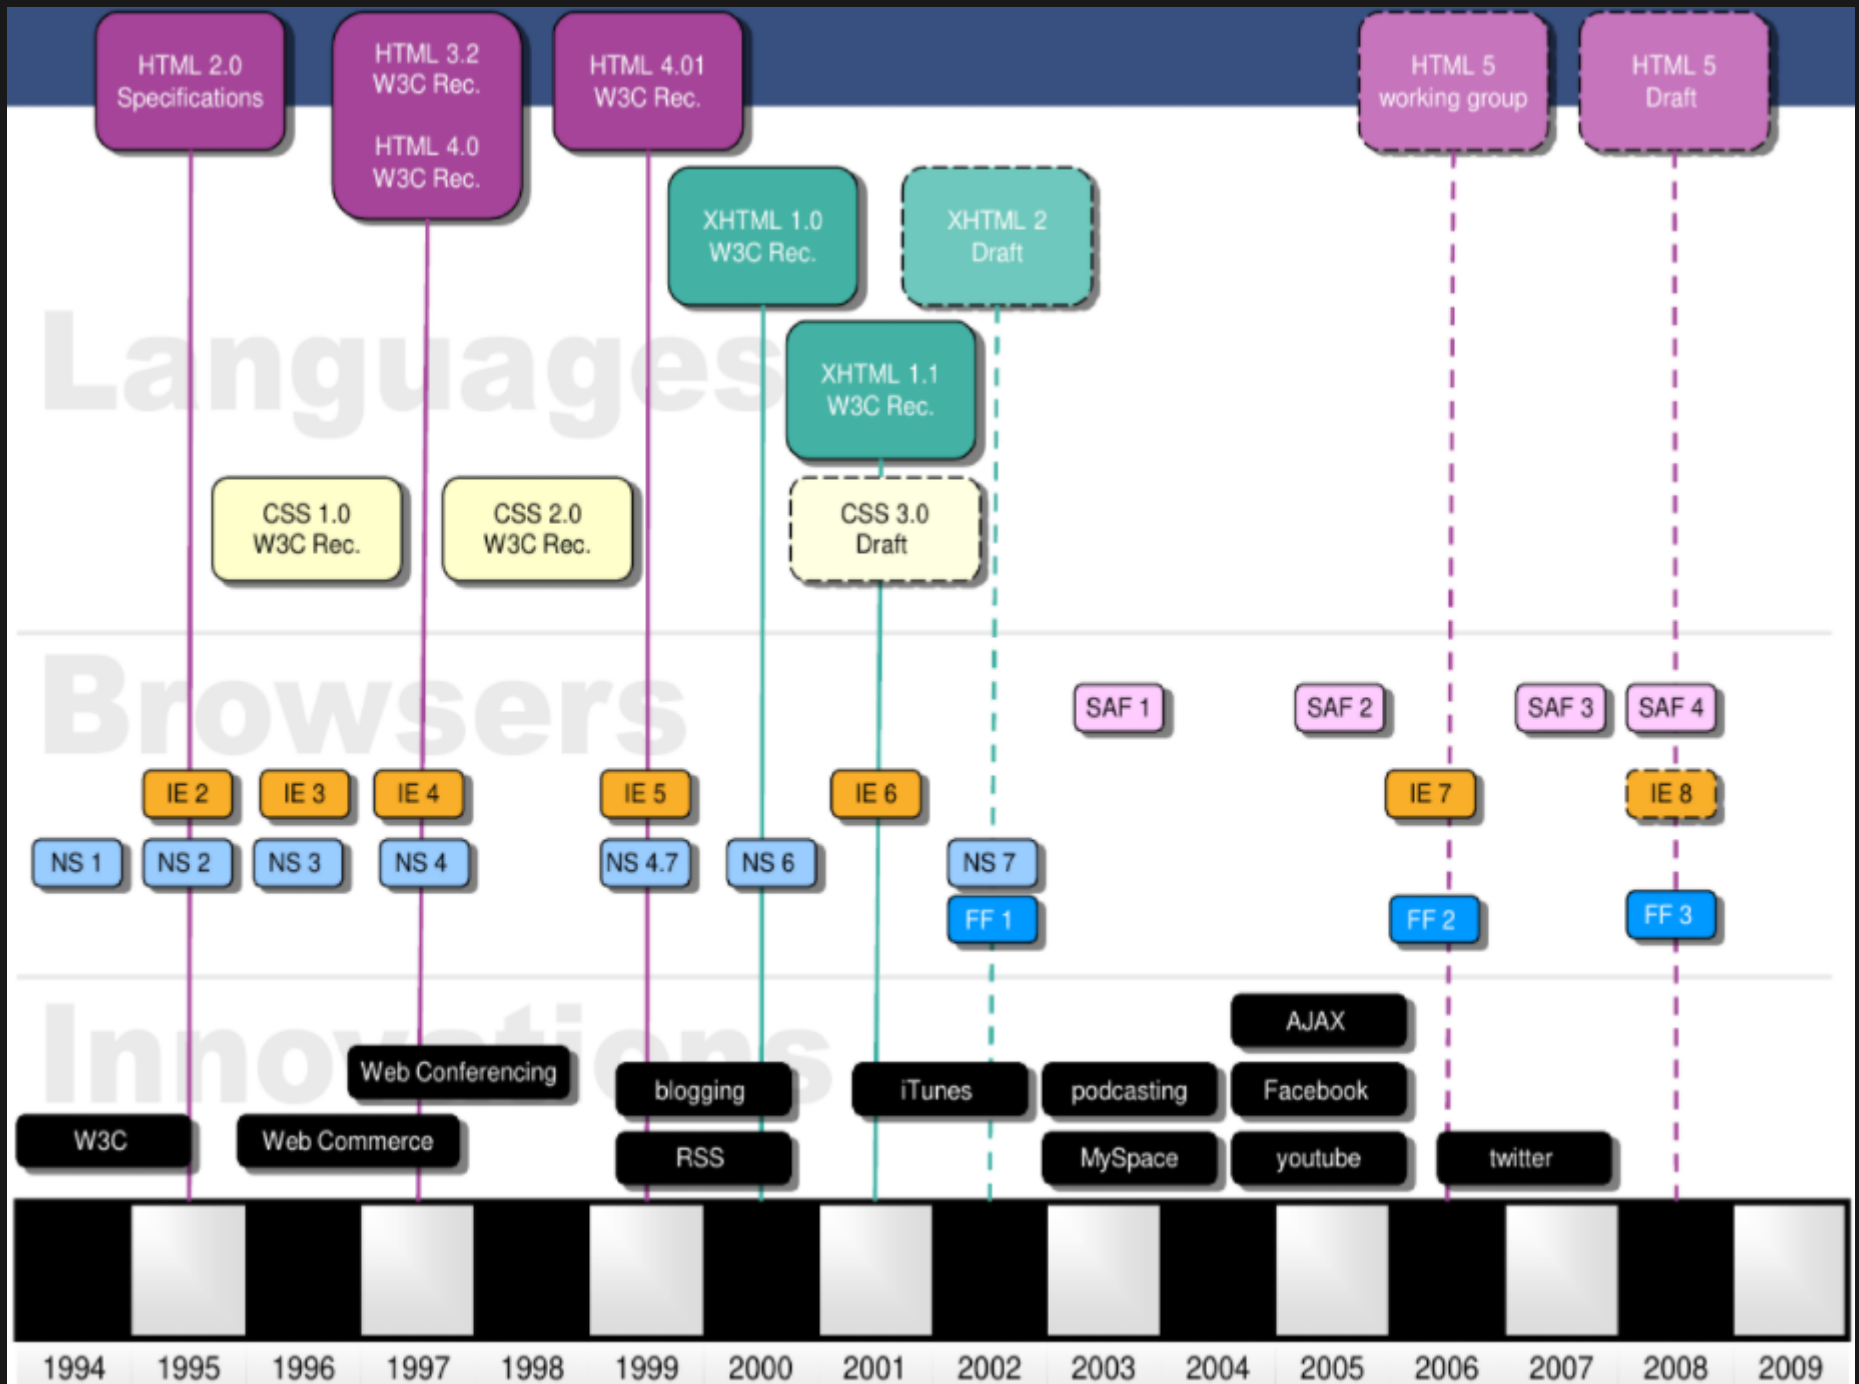 HTML 2.0
Specifications
HTML 3.2
W3C Rec.
HTML 4.0
W3C Rec.
HTML 4.01
W3C Rec.
HTML 5
working group
HTML 5
Draft
XHTML 1.0
W3C Rec.
XHTML 2
Draft
Languages
XHTML 1.1
W3C Rec.
CSS 1.0
W3C Rec.
CSS 2.0
W3C Rec.
CSS 3.0
Draft
Browsers
SAF 1
SAF 2
SAF 3
SAF 4
IE 2
IE 3
IE 4
IE 5
IE 6
IE 7
IE 8
NS 1
NS 2
NS 3
NS 4
NS 4.7
NS 6
NS 7
FF 1
FF 2
FF 3
Innovations
AJAX
Web Conferencing
blogging
iTunes
podcasting
Facebook
W3C
Web Commerce
RSS
MySpace
youtube
twitter
1994
1995
1996
1997
1998
1999
2000
2001
2002
2003
2004
2005
2006
2007
2008
2009